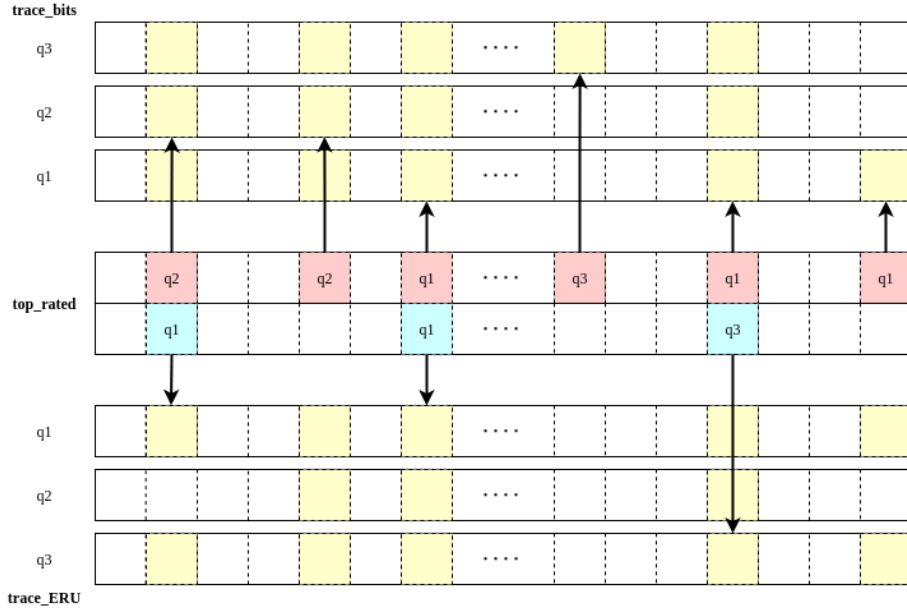 trace_bits
q3 ····
q2 ····
q1 ····
q2 q2 q1 ···· q3 q1 q1
top_rated
q1 q1 ···· q3
q1 ····
q2 ····
q3 ····
trace_ERU